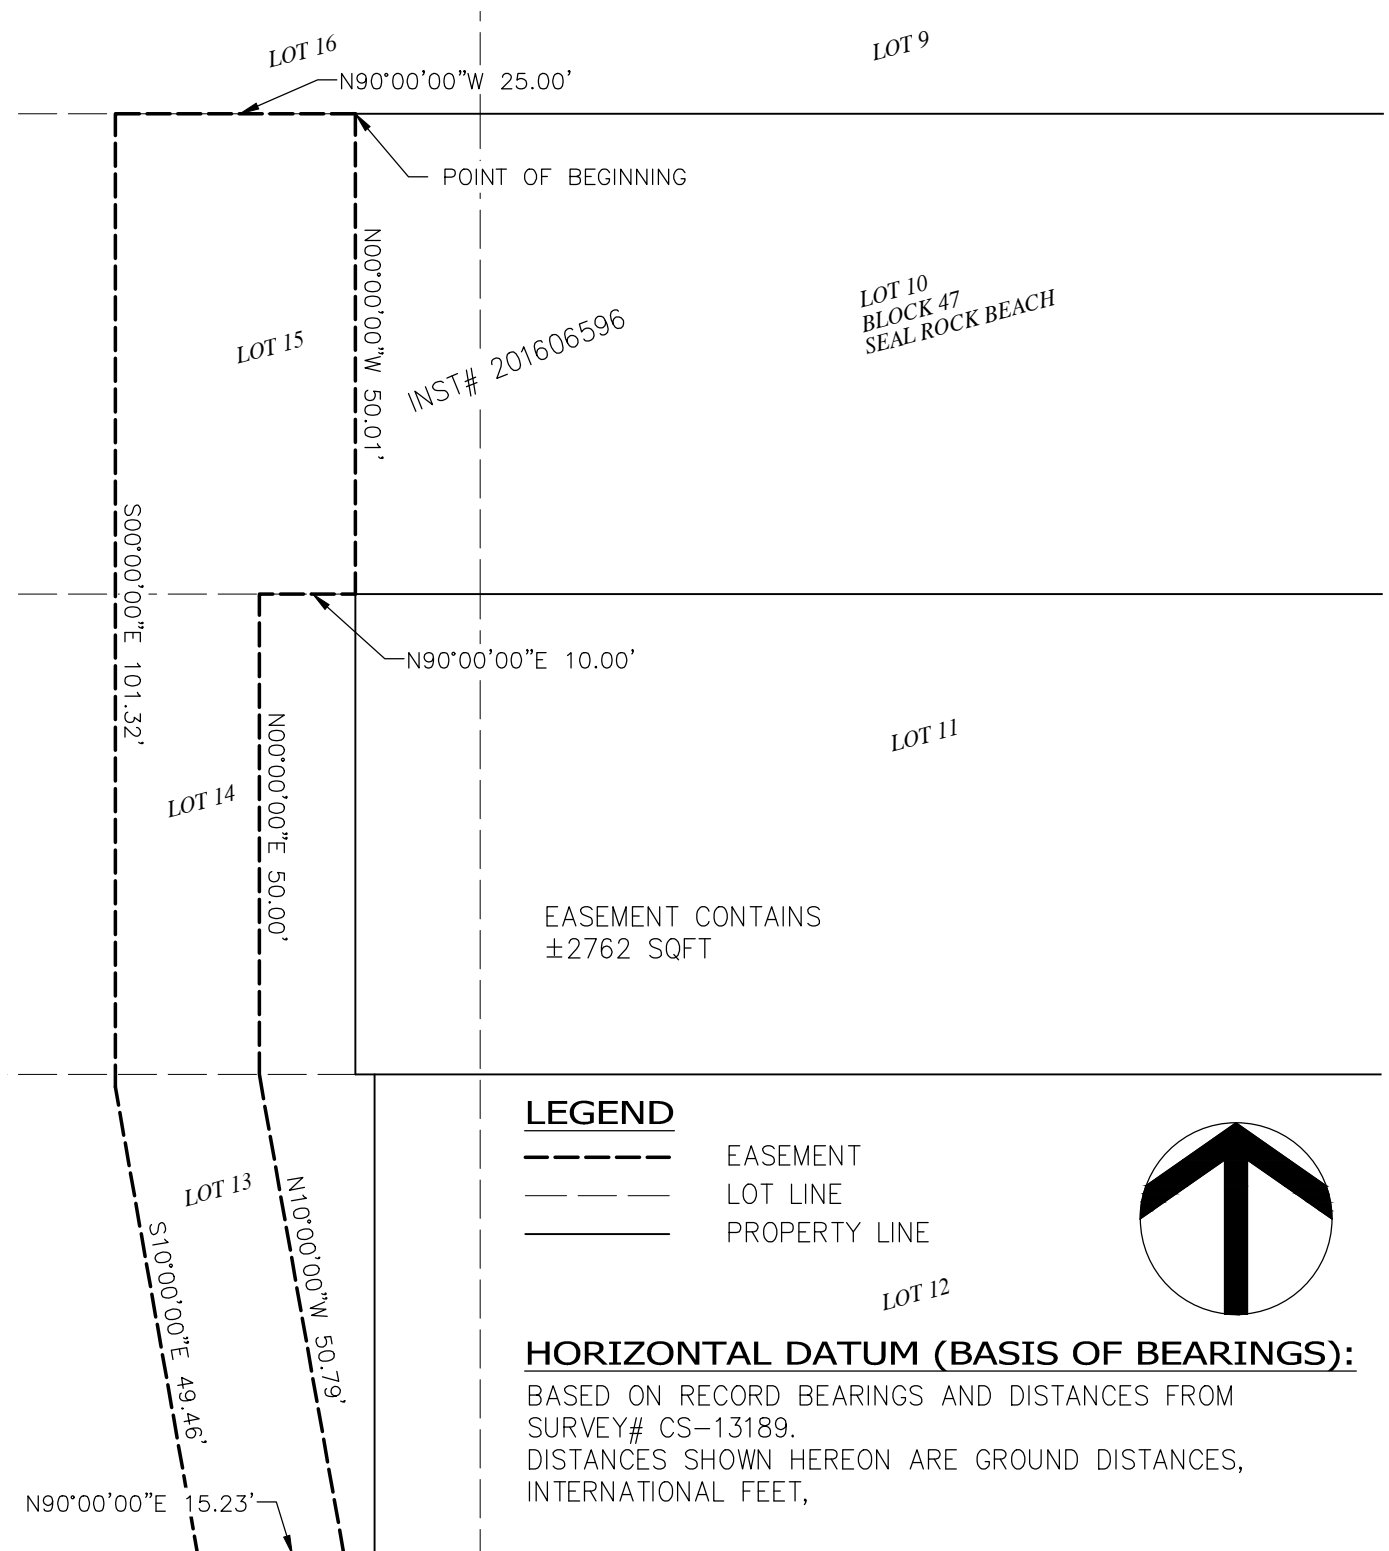 LOT 16
LOT 9
N90°00'00"W 25.00'
POINT OF BEGINNING
N00°00'00"W 50.01'
LOT 10
BLOCK 47
SEAL ROCK BEACH
INST# 201606596
LOT 15
S00°00'00"E 101.32'
N90°00'00"E 10.00'
N00°00'00"E 50.00'
LOT 11
LOT 14
EASEMENT CONTAINS
±2762 SQFT
LEGEND
EASEMENT
LOT LINE
PROPERTY LINE
LOT 13
N10°00'00"W 50.79'
S10°00'00"E 49.46'
LOT 12
HORIZONTAL DATUM (BASIS OF BEARINGS):
BASED ON RECORD BEARINGS AND DISTANCES FROM
SURVEY# CS-13189.
DISTANCES SHOWN HEREON ARE GROUND DISTANCES,
INTERNATIONAL FEET,
N90°00'00"E 15.23'